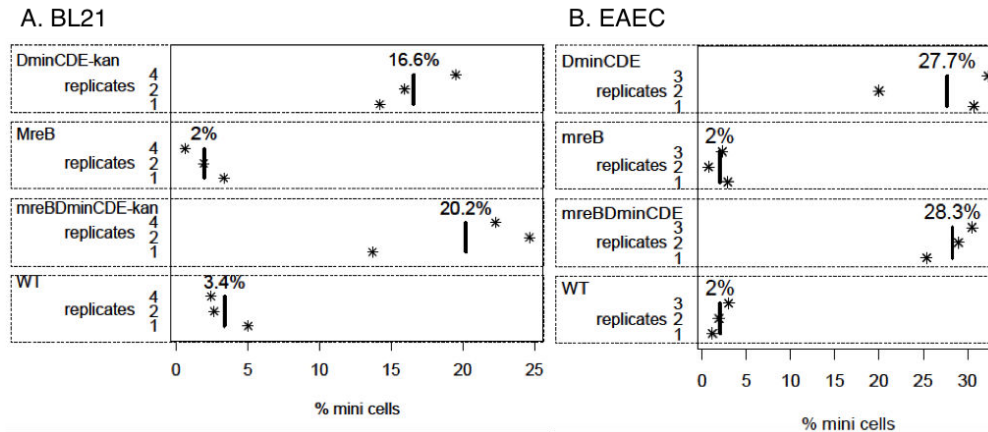 A. BL21
DminCDE-kan
16.6%
replicates
4
2
1
MreB
2%
replicates
4
2
1
mreBDminCDE-kan
20.2%
replicates
4
2
1
WT
3.4%
replicates
4
2
1
0 5 10 15 20 25
% mini cells
B. EAEC
DminCDE
27.7%
replicates
3
2
1
mreB
2%
replicates
3
2
1
mreBDminCDE
28.3%
replicates
3
2
1
WT
2%
replicates
3
2
1
0 5 10 15 20 25 30
% mini cells